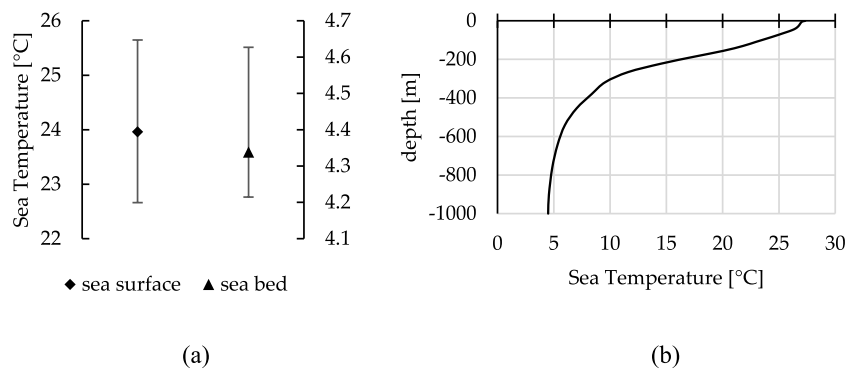 Sea Temperature [°C]
26
25
24
23
22
4.7
4.6
4.5
4.4
4.3
4.2
4.1
sea surface
sea bed
(a)
depth [m]
0
-200
-400
-600
-800
-1000
0 5 10 15 20 25 30
Sea Temperature [°C]
(b)